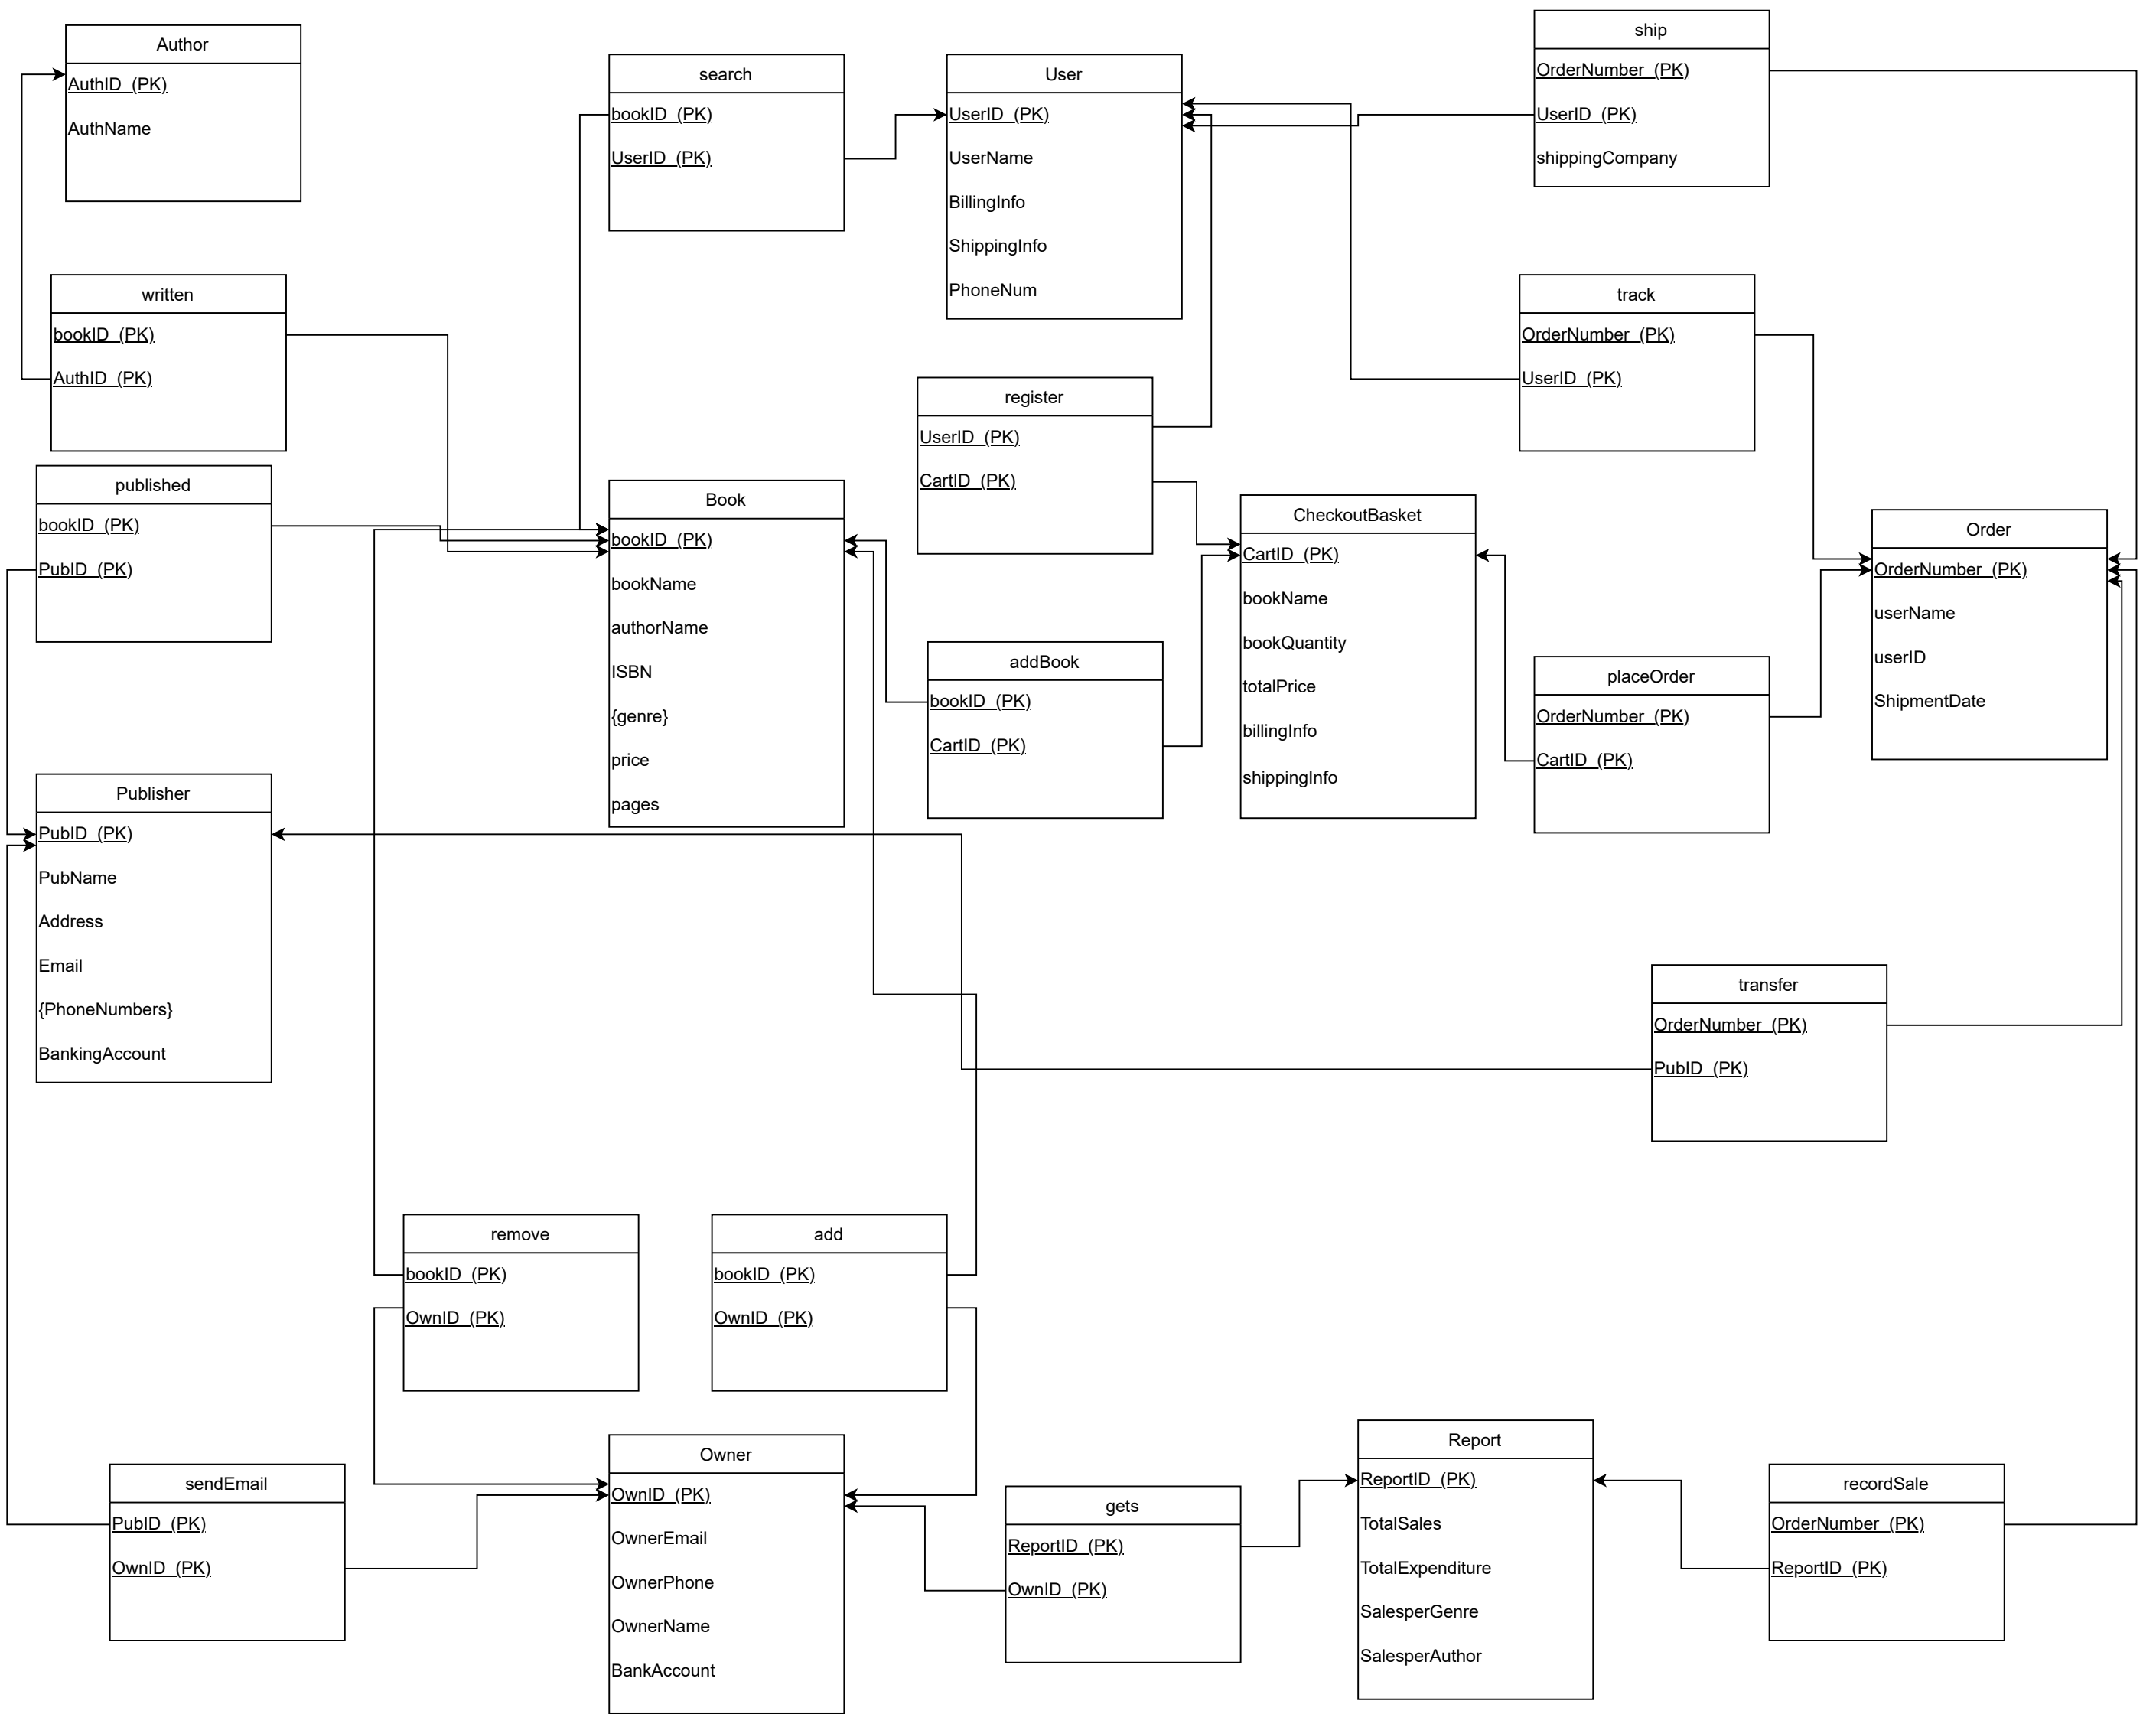 Author
AuthID (PK)
AuthName
search
bookID (PK)
UserID (PK)
User
UserID (PK)
UserName
BillingInfo
ShippingInfo
PhoneNum
ship
OrderNumber (PK)
UserID (PK)
shippingCompany
written
bookID (PK)
AuthID (PK)
track
OrderNumber (PK)
UserID (PK)
register
UserID (PK)
CartID (PK)
published
bookID (PK)
PubID (PK)
Book
bookID (PK)
bookName
authorName
ISBN
{genre}
price
pages
CheckoutBasket
CartID (PK)
bookName
bookQuantity
totalPrice
billingInfo
shippingInfo
Order
OrderNumber (PK)
userName
userID
ShipmentDate
addBook
bookID (PK)
CartID (PK)
placeOrder
OrderNumber (PK)
CartID (PK)
Publisher
PubID (PK)
PubName
Address
Email
{PhoneNumbers}
BankingAccount
transfer
OrderNumber (PK)
PubID (PK)
remove
bookID (PK)
OwnID (PK)
add
bookID (PK)
OwnID (PK)
sendEmail
PubID (PK)
OwnID (PK)
Owner
OwnID (PK)
OwnerEmail
OwnerPhone
OwnerName
BankAccount
gets
ReportID (PK)
OwnID (PK)
Report
ReportID (PK)
TotalSales
TotalExpenditure
SalesperGenre
SalesperAuthor
recordSale
OrderNumber (PK)
ReportID (PK)